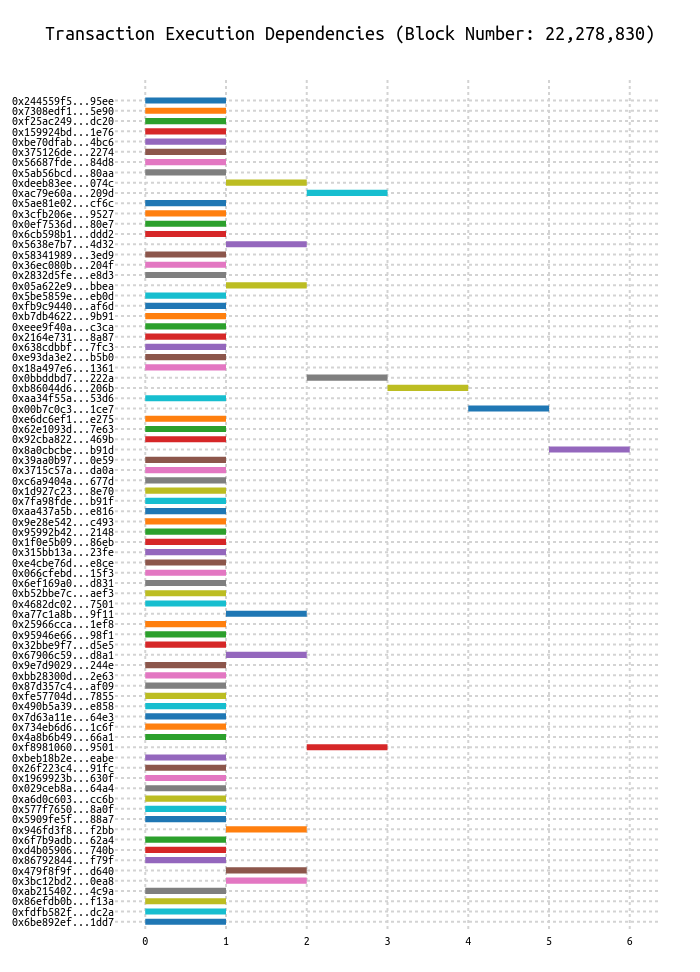 Transaction Execution Dependencies (Block Number: 22,278,830)
0x244559f5...95ee
0x7308edf1...5e90
0xf25ac249...dc20
0x159924bd...1e76
0xbe70dfab...4bc6
0x375126de...2274
0x56687fde...84d8
0x5ab56bcd...80aa
0xdeeb83ee...074c
0xac79e60a...209d
0x5ae81e02...cf6c
0x3cfb206e...9527
0x0ef7536d...80e7
0x6cb598b1...ddd2
0x5638e7b7...4d32
0x58341989...3ed9
0x36ec080b...204f
0x2832d5fe...e8d3
0x05a622e9...bbea
0x5be5859e...eb0d
0xfb9c9440...af6d
0xb7db4622...9b91
0xeee9f40a...c3ca
0x2164e731...8a87
0x638cdbbf...7fc3
0xe93da3e2...b5b0
0x18a497e6...1361
0x0bbddbd7...222a
0xb86044d6...206b
0xaa34f55a...53d6
0x00b7c0c3...1ce7
0xe6dc6ef1...e275
0x62e1093d...7e63
0x92cba822...469b
0x8a0cbcbe...b91d
0x39aa0b97...0e59
0x3715c57a...da0a
0xc6a9404a...677d
0x1d927c23...8e70
0x7fa98fde...b91f
0xaa437a5b...e816
0x9e28e542...c493
0x95992b42...2148
0x1f0e5b09...86eb
0x315bb13a...23fe
0xe4cbe76d...e8ce
0x066cfebd...15f3
0x6ef169a0...d831
0xb52bbe7c...aef3
0x4682dc02...7501
0xa77c1a8b...9f11
0x25966cca...1ef8
0x95946e66...98f1
0x32bbe9f7...d5e5
0x67906c59...d8a1
0x9e7d9029...244e
0xbb28300d...2e63
0x87d357c4...af09
0xfe57704d...7855
0x490b5a39...e858
0x7d63a11e...64e3
0x734eb6d6...1c6f
0x4a8b6b49...66a1
0xf8981060...9501
0xbeb18b2e...eabe
0x26f223c4...91fc
0x1969923b...630f
0x029ceb8a...64a4
0xa6d0c603...cc6b
0x577f7650...8a0f
0x5909fe5f...88a7
0x946fd3f8...f2bb
0x6f7b9adb...62a4
0xd4b05906...740b
0x86792844...f79f
0x479f8f9f...d640
0x3bc12bd2...0ea8
0xab215402...4c9a
0x86efdb0b...f13a
0xfdfb582f...dc2a
0x6be892ef...1dd7
0 1 2 3 4 5 6